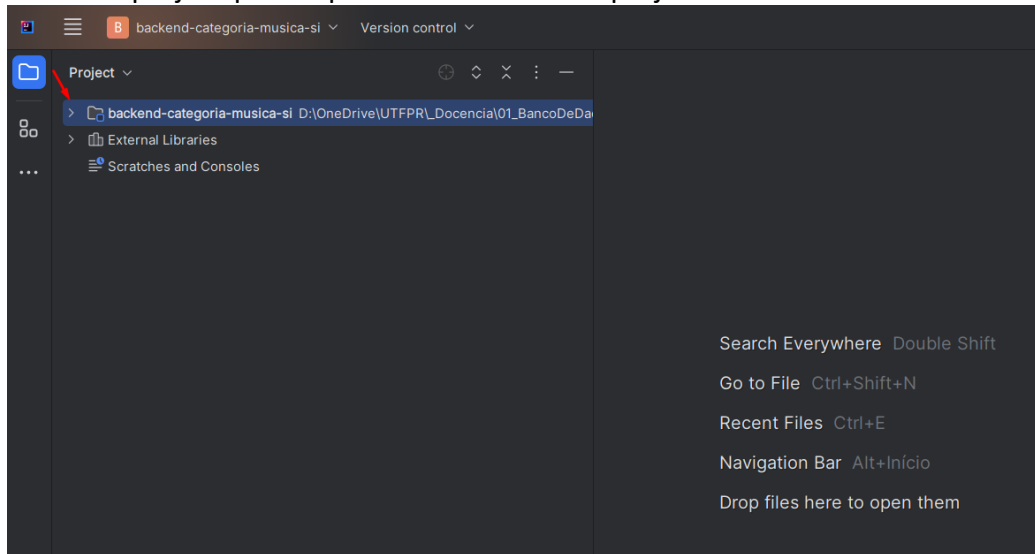 B backend-categoria-musica-si Version control
Project
backend-categoria-musica-si D:\OneDrive\UTFPR\_Docencia\01_BancoDeDa
External Libraries
Scratches and Consoles
Search Everywhere Double Shift
Go to File Ctrl+Shift+N
Recent Files Ctrl+E
Navigation Bar Alt+Início
Drop files here to open them